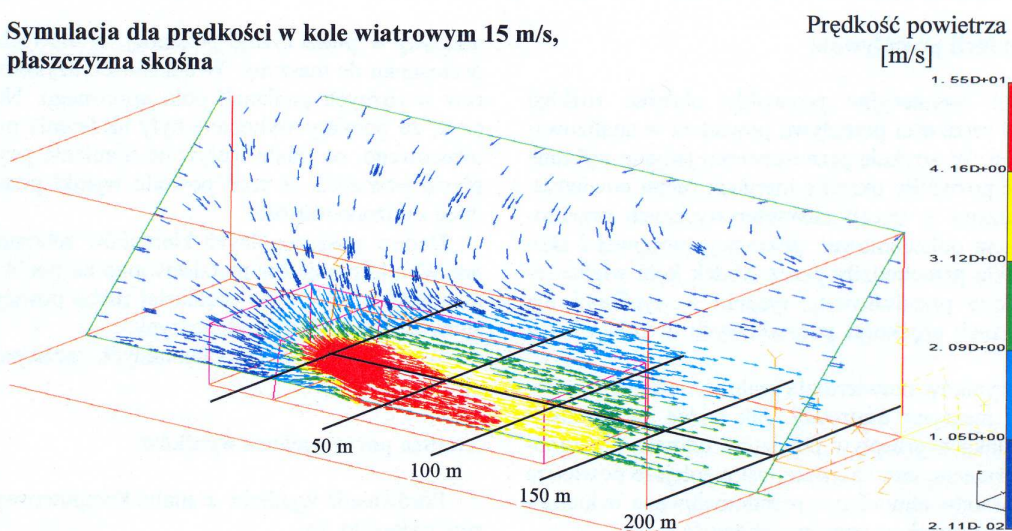 Symulacja dla prędkości w kole wiatrowym 15 m/s,
płaszczyzna skośna
Prędkość powietrza
[m/s]
1.55D+01
4.16D+00
3.12D+00
2.09D+00
1.05D+00
2.11D-02
50 m
100 m
150 m
200 m
Z
Y
Z
Y